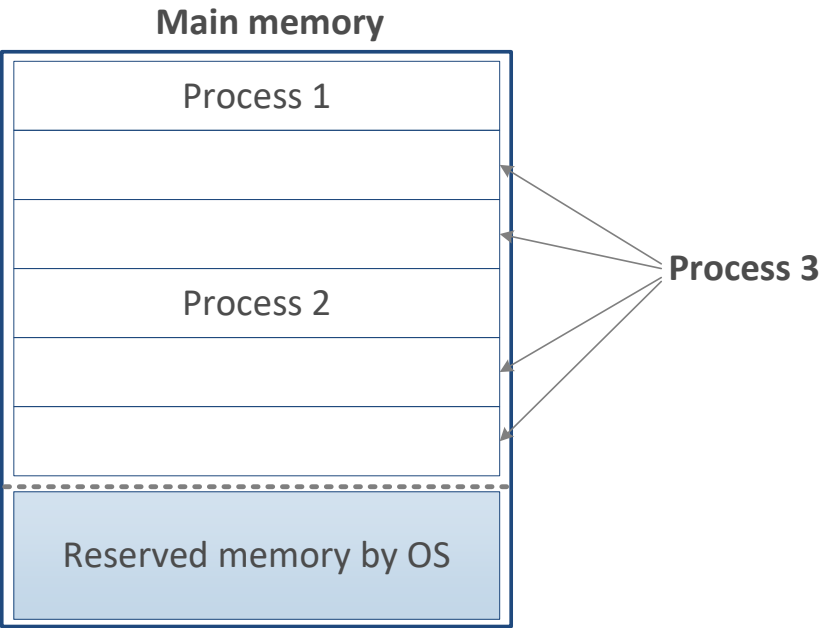 Main memory
Process 1
Process 3
Process 2
Reserved memory by OS